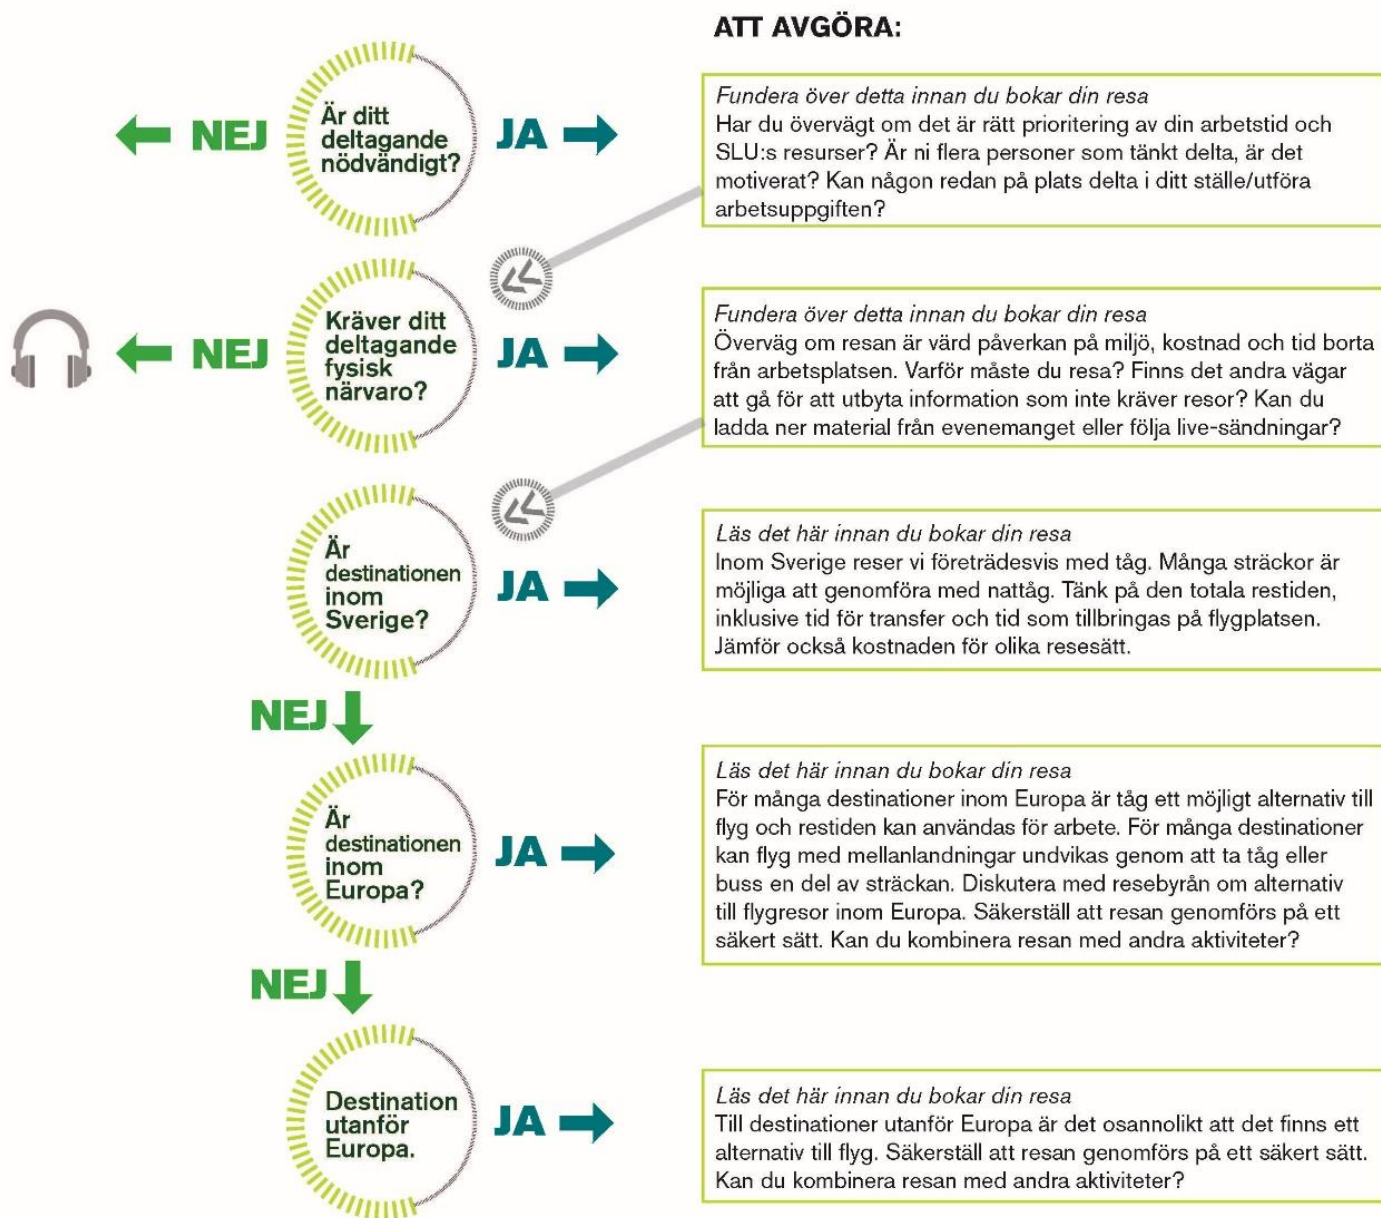 ATT AVGÖRA:
NEJ
Är ditt
deltagande
nödvändigt?
JA
Fundera över detta innan du bokar din resa
Har du övervägt om det är rätt prioritering av din arbetstid och
SLU:s resurser? Är ni flera personer som tänkt delta, är det
motiverat? Kan någon redan på plats delta i ditt ställe/utföra
arbetsuppgiften?
NEJ
Kräver ditt
deltagande
fysisk
närvaro?
JA
Fundera över detta innan du bokar din resa
Överväg om resan är värd påverkan på miljö, kostnad och tid borta
från arbetsplatsen. Varför måste du resa? Finns det andra vägar
att gå för att utbyta information som inte kräver resor? Kan du
ladda ner material från evenemanget eller följa live-sändningar?
Är
destinationen
inom
Sverige?
JA
Läs det här innan du bokar din resa
Inom Sverige reser vi företrädesvis med tåg. Många sträckor är
möjliga att genomföra med nattåg. Tänk på den totala restiden,
inklusive tid för transfer och tid som tillbringas på flygplatsen.
Jämför också kostnaden för olika resesätt.
NEJ
Är
destinationen
inom
Europa?
JA
Läs det här innan du bokar din resa
För många destinationer inom Europa är tåg ett möjligt alternativ till
flyg och restiden kan användas för arbete. För många destinationer
kan flyg med mellanlandningar undvikas genom att ta tåg eller
buss en del av sträckan. Diskutera med resebyrån om alternativ
till flygresor inom Europa. Säkerställ att resan genomförs på ett
säkert sätt. Kan du kombinera resan med andra aktiviteter?
NEJ
Destination
utanför
Europa.
JA
Läs det här innan du bokar din resa
Till destinationer utanför Europa är det osannolikt att det finns ett
alternativ till flyg. Säkerställ att resan genomförs på ett säkert sätt.
Kan du kombinera resan med andra aktiviteter?